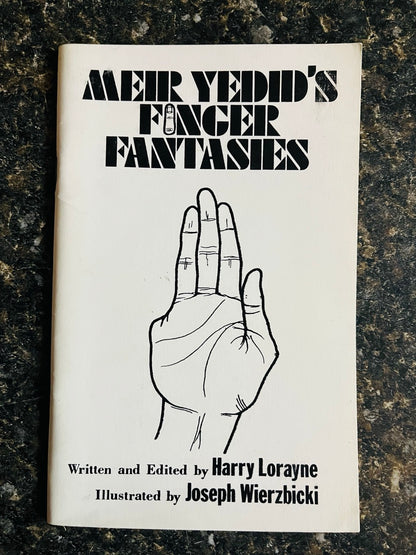 MEIR YEDID'S
FINGER
FANTASIES
Written and Edited by Harry Lorayne
Illustrated by Joseph Wierzbicki